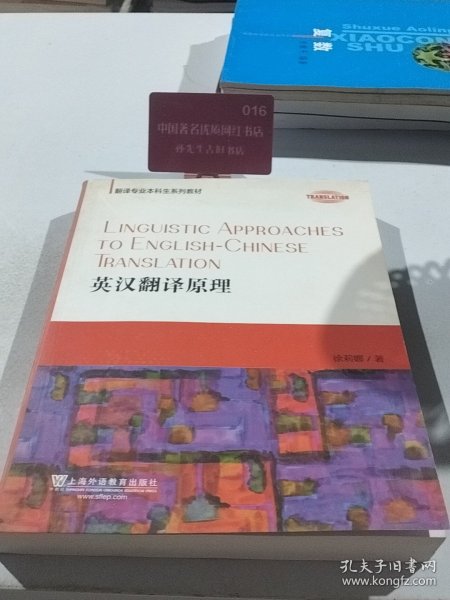 Shuxue Aolin
XIAOCON
SHU
复数
016
中国著名优质网红书店
孙先生古旧书店
翻译专业本科生系列教材
TRANSLATION
LINGUISTIC APPROACHES
TO ENGLISH-CHINESE
TRANSLATION
英汉翻译原理
徐莉娜 / 著
上海外语教育出版社
www.sflep.com
孔夫子旧书网
www.kongfz.com